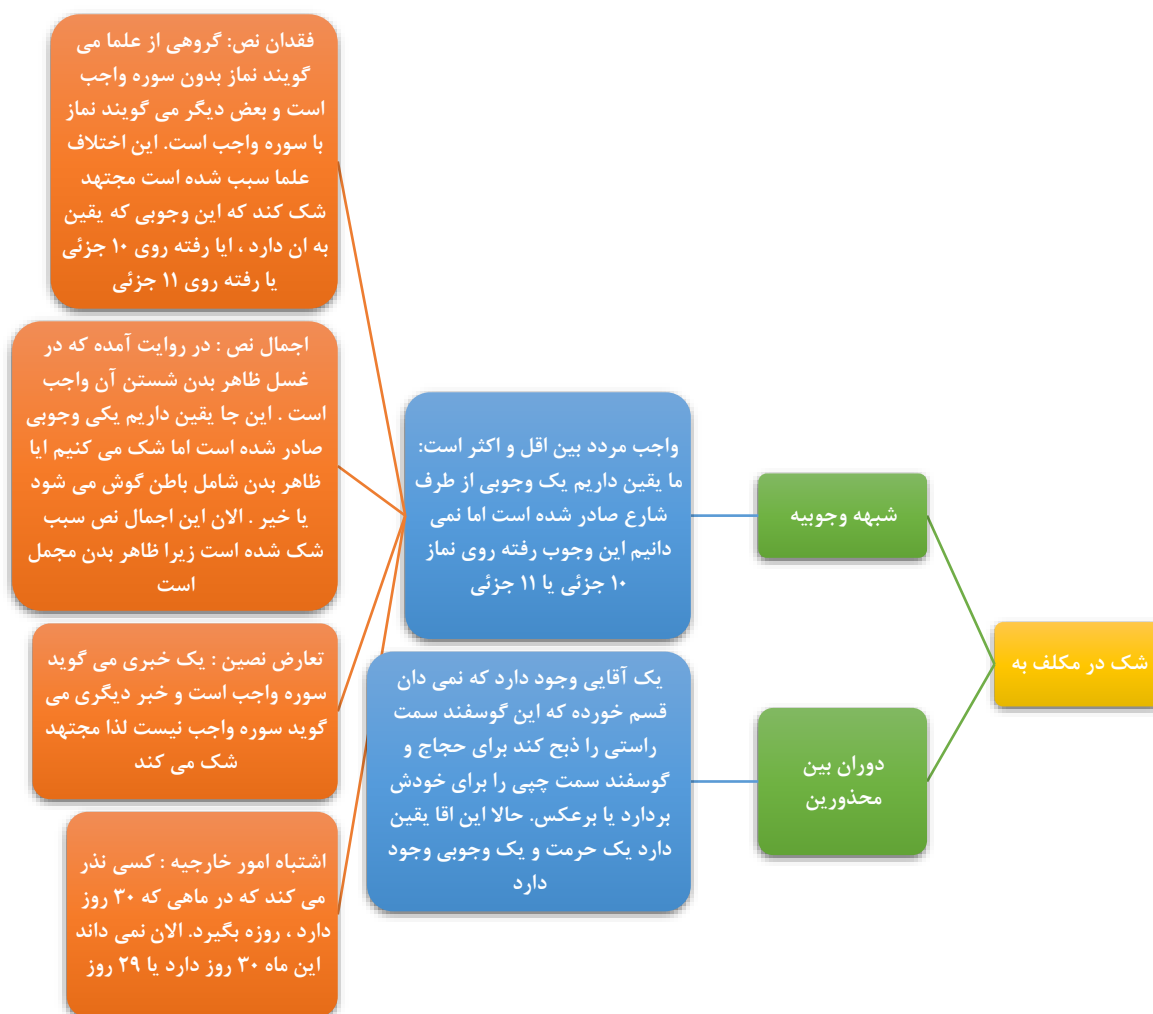 شک در مکلف به
شبهه وجوبیه
دوران بین
محذورین
واجب مردد بین اقل و اکثر است:
ما یقین داریم یک وجوبی از طرف
شارع صادر شده است اما نمی
دانیم این وجوب رفته روی نماز
۱۰ جزئی یا ۱۱ جزئی
یک آقایی وجود دارد که نمی دان
قسم خورده که این گوسفند سمت
راستی را ذبح کند برای حجاج و
گوسفند سمت چپی را برای خودش
بردارد یا برعکس. حالا این اقا یقین
دارد یک حرمت و یک وجوبی وجود
دارد
فقدان نص: گروهی از علما می
گویند نماز بدون سوره واجب
است و بعض دیگر می گویند نماز
با سوره واجب است. این اختلاف
علما سبب شده است مجتهد
شک کند که این وجوبی که یقین
به ان دارد ، ایا رفته روی ۱۰ جزئی
یا رفته روی ۱۱ جزئی
اجمال نص : در روایت آمده که در
غسل ظاهر بدن شستن آن واجب
است . این جا یقین داریم یکی وجوبی
صادر شده است اما شک می کنیم ایا
ظاهر بدن شامل باطن گوش می شود
یا خیر . الان این اجمال نص سبب
شک شده است زیرا ظاهر بدن مجمل
است
تعارض نصین : یک خبری می گوید
سوره واجب است و خبر دیگری می
گوید سوره واجب نیست لذا مجتهد
شک می کند
اشتباه امور خارجیه : کسی نذر
می کند که در ماهی که ۳۰ روز
دارد ، روزه بگیرد. الان نمی داند
این ماه ۳۰ روز دارد یا ۲۹ روز